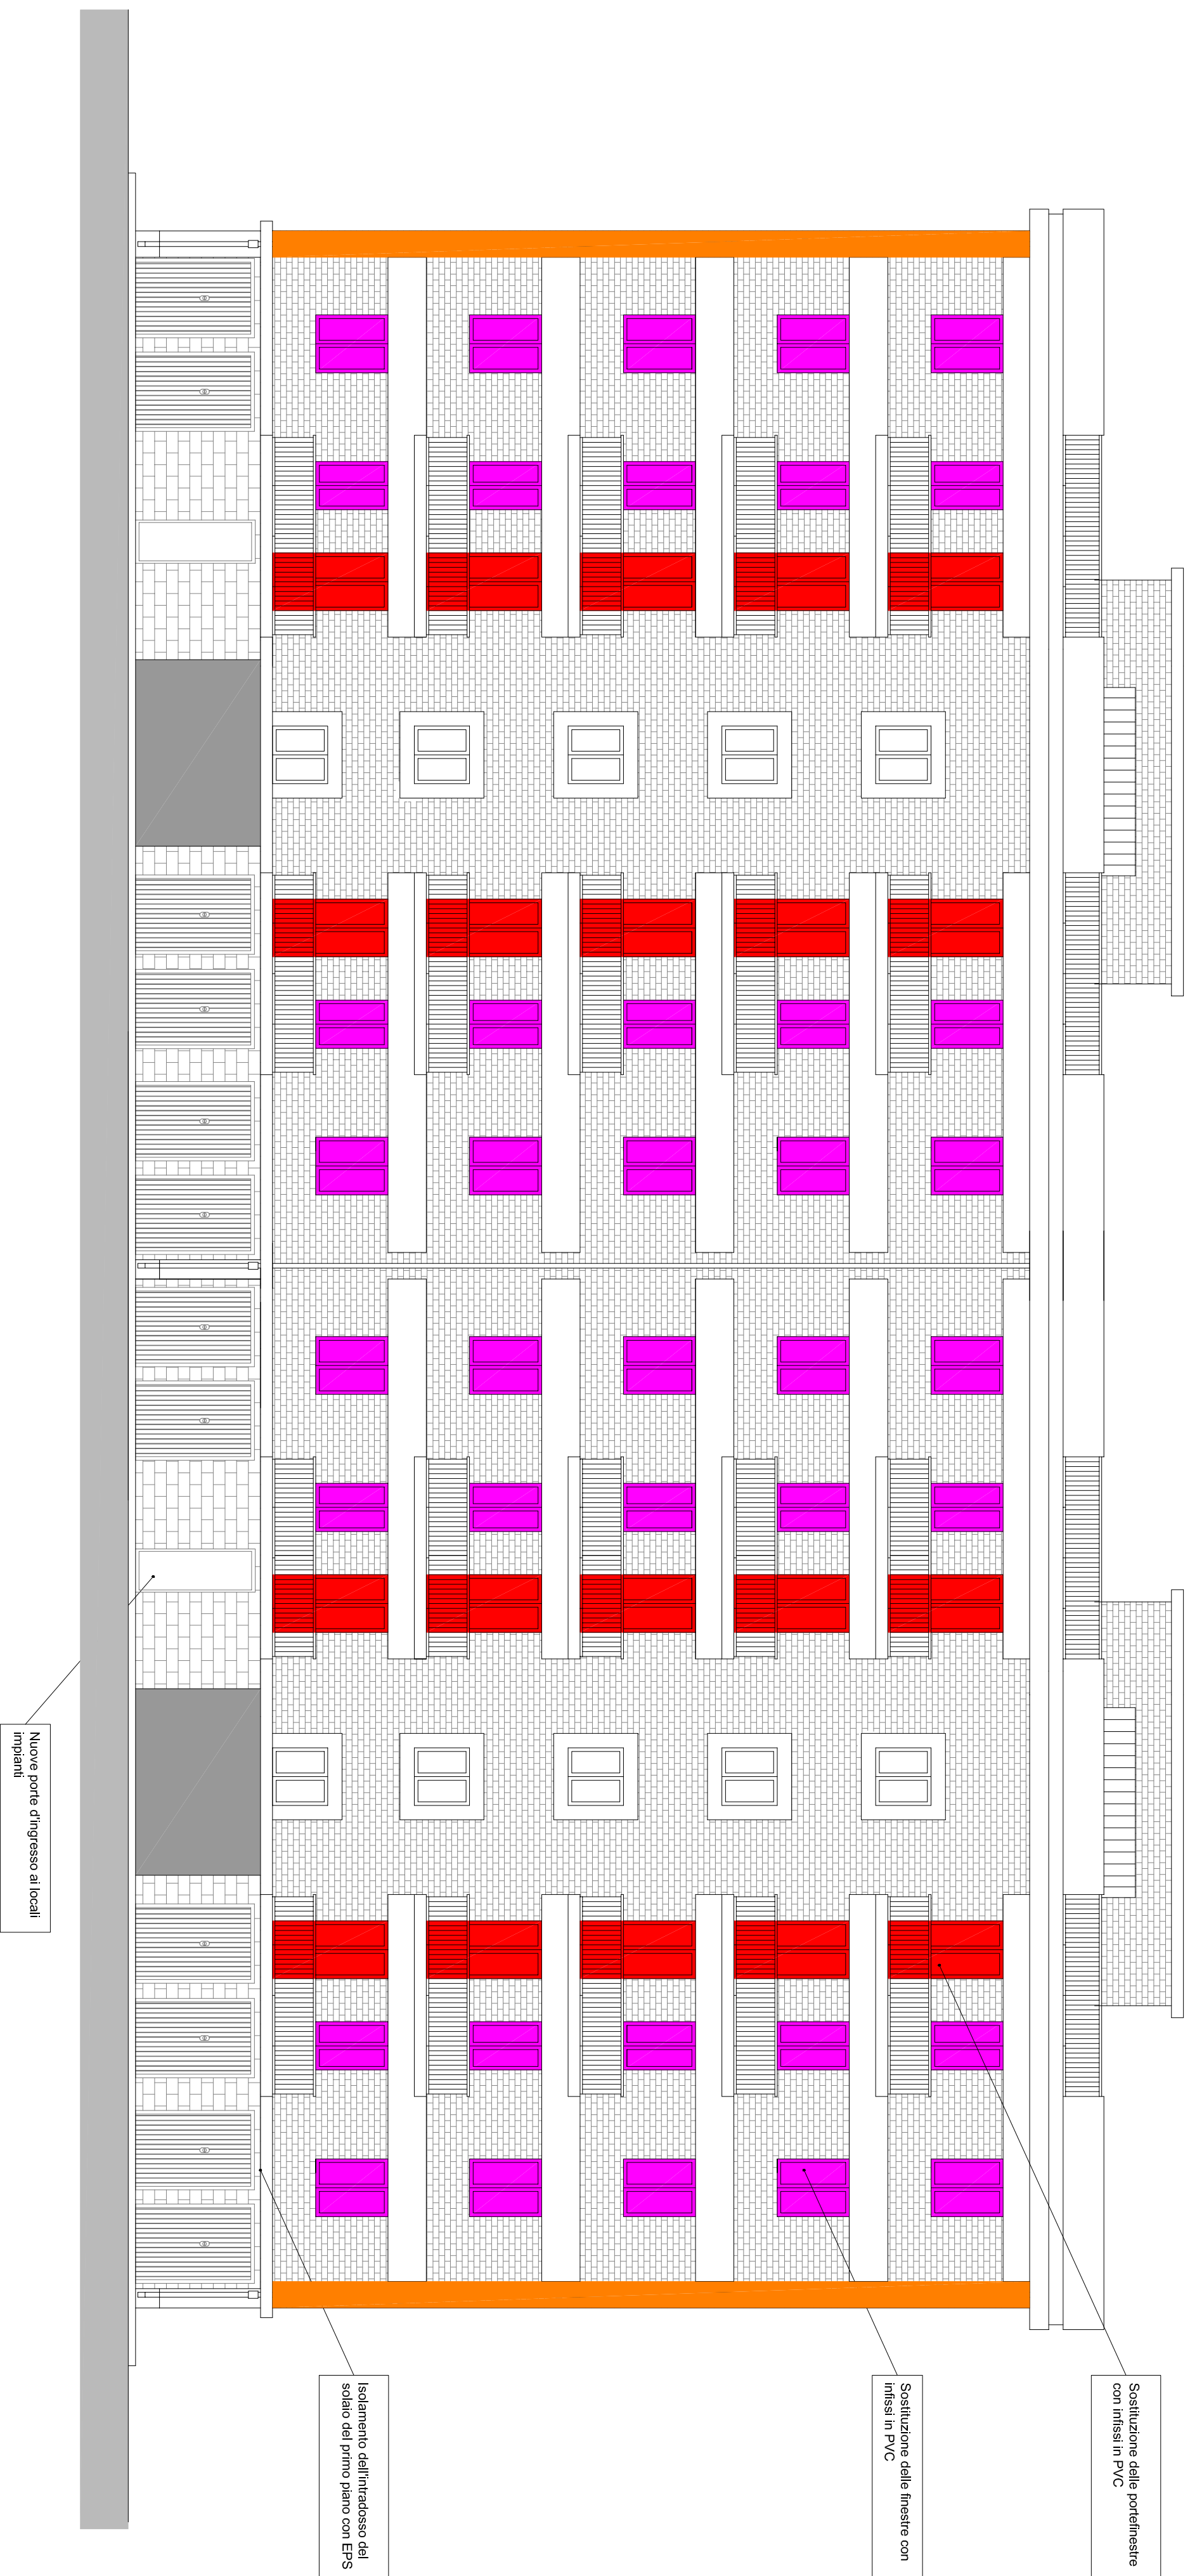 Sostituzione delle portefinestre
con infissi in PVC
Sostituzione delle finestre con
infissi in PVC
Isolamento dell'intradosso del
solaio del primo piano con EPS
Nuove porte d'ingresso ai locali
impianti